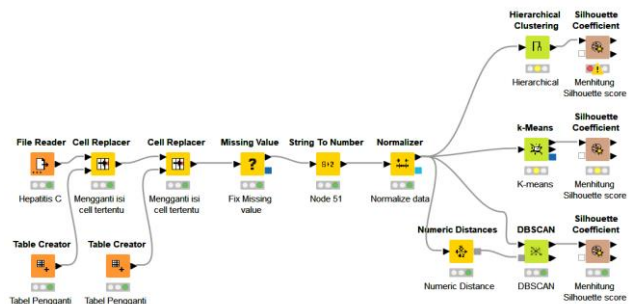 Hierarchical
Clustering
Silhouette
Coefficient
Hierarchical
Menhitung
Silhouette score
File Reader
Cell Replacer
Cell Replacer
Missing Value
String To Number
Normalizer
k-Means
Silhouette
Coefficient
?
S+2
Hepatitis C
Mengganti isi
cell tertentu
Mengganti isi
cell tertentu
Fix Missing
value
Node 51
Normalize data
K-means
Menhitung
Silhouette score
Table Creator
Table Creator
Numeric Distances
DBSCAN
Silhouette
Coefficient
Tabel Pengganti
Tabel Pengganti
Numeric Distance
DBSCAN
Menhitung
Silhouette score